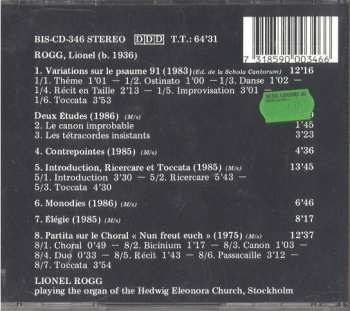 BIS-CD-346 STEREO D D D T.T.: 64'31
7 318590 003466
ROGG, Lionel (b. 1936)
1. Variations sur le psaume 91 (1983) (Ed. de la Schola Cantorum) 12'16
1/1. Thème 1'01 – 1/2. Ostinato 1'00 – 1/3. Danse 1'02 –
1/4. Récit en Taille 2'13 – 1/5. Improvisation 3'01 –
1/6. Toccata 3'53
Deux Études (1986) (M/s)
2. Le canon improbable 1'45
3. Les tétracordes insistants 3'23
4. Contrepointes (1985) (M/s) 4'36
5. Introduction, Ricercare et Toccata (1985) (M/s) 13'45
5/1. Introduction 3'30 – 5/2. Ricercare 5'43 –
5/3. Toccata 4'30
6. Monodies (1986) (M/s) 6'46
7. Élégie (1985) (M/s) 8'17
8. Partita sur le Choral « Nun freut euch » (1975) (M/s) 12'37
8/1. Choral 0'49 – 8/2. Bicinium 1'17 – 8/3. Canon 1'03 –
8/4. Duo 0'33 – 8/5. Récit 1'43 – 8/6. Passacaille 3'12 –
8/7. Toccata 3'54
LIONEL ROGG
playing the organ of the Hedwig Eleonora Church, Stockholm